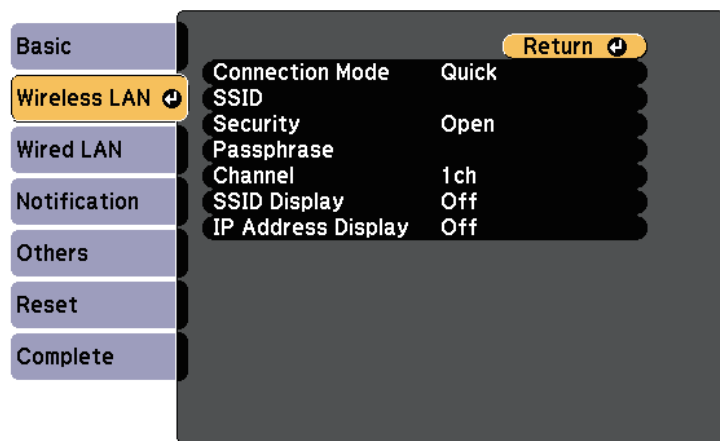 Basic
Wireless LAN
Wired LAN
Notification
Others
Reset
Complete
Return
Connection Mode Quick
SSID
Security Open
Passphrase
Channel 1ch
SSID Display Off
IP Address Display Off